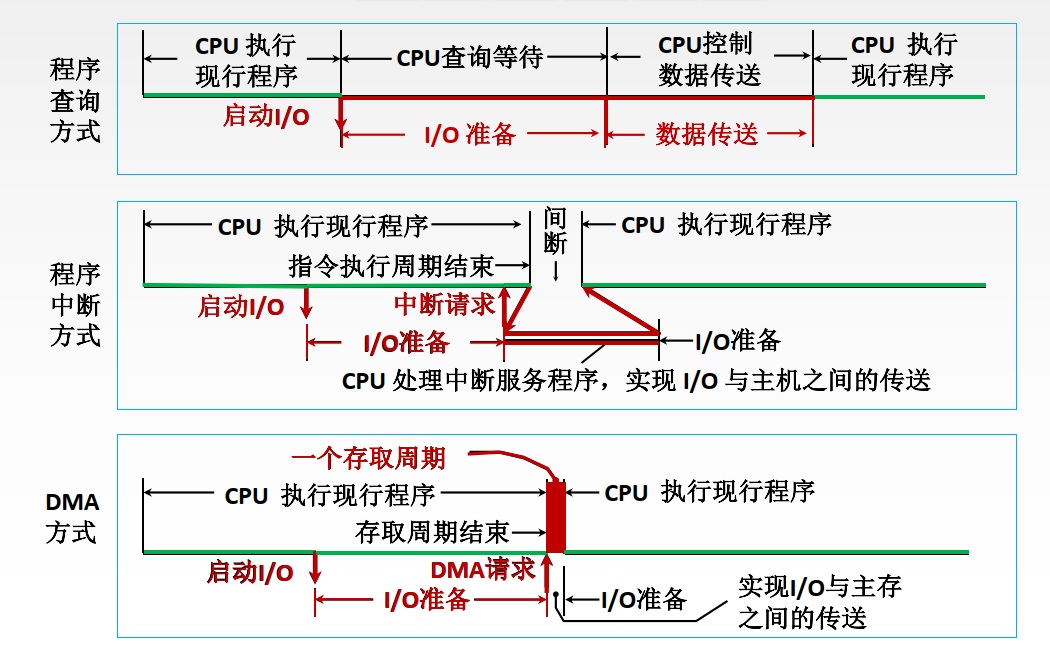 程序
查询
方式
CPU 执行
现行程序
CPU查询等待
CPU控制
数据传送
CPU 执行
现行程序
启动I/O
I/O 准备
数据传送
程序
中断
方式
CPU 执行现行程序
间
断
CPU 执行现行程序
指令执行周期结束
启动I/O
中断请求
I/O准备
I/O准备
CPU 处理中断服务程序，实现 I/O 与主机之间的传送
DMA
方式
一个存取周期
CPU 执行现行程序
CPU 执行现行程序
存取周期结束
启动I/O
DMA请求
I/O准备
I/O准备
实现I/O与主存
之间的传送